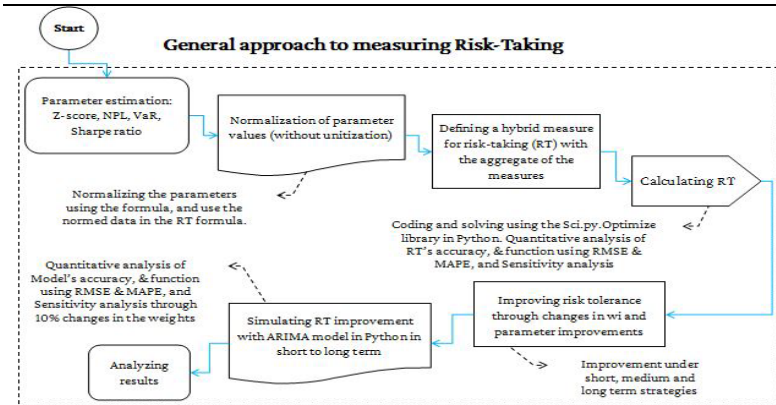 Start
General approach to measuring Risk-Taking
Parameter estimation:
Z-score, NPL, VaR,
Sharpe ratio
Normalization of parameter
values (without unitization)
Defining a hybrid measure
for risk-taking (RT) with
the aggregate of the
measures
Calculating RT
Normalizing the parameters
using the formula, and use the
normed data in the RT formula.
Coding and solving using the Sci.py.Optimize
library in Python. Quantitative analysis of
RT's accuracy, & function using RMSE &
MAPE, and Sensitivity analysis
Quantitative analysis of
Model's accuracy, & function
using RMSE & MAPE, and
Sensitivity analysis through
10% changes in the weights
Improving risk tolerance
through changes in wi and
parameter improvements
Simulating RT improvement
with ARIMA model in Python in
short to long term
Analyzing
results
Improvement under
short, medium and
long term strategies